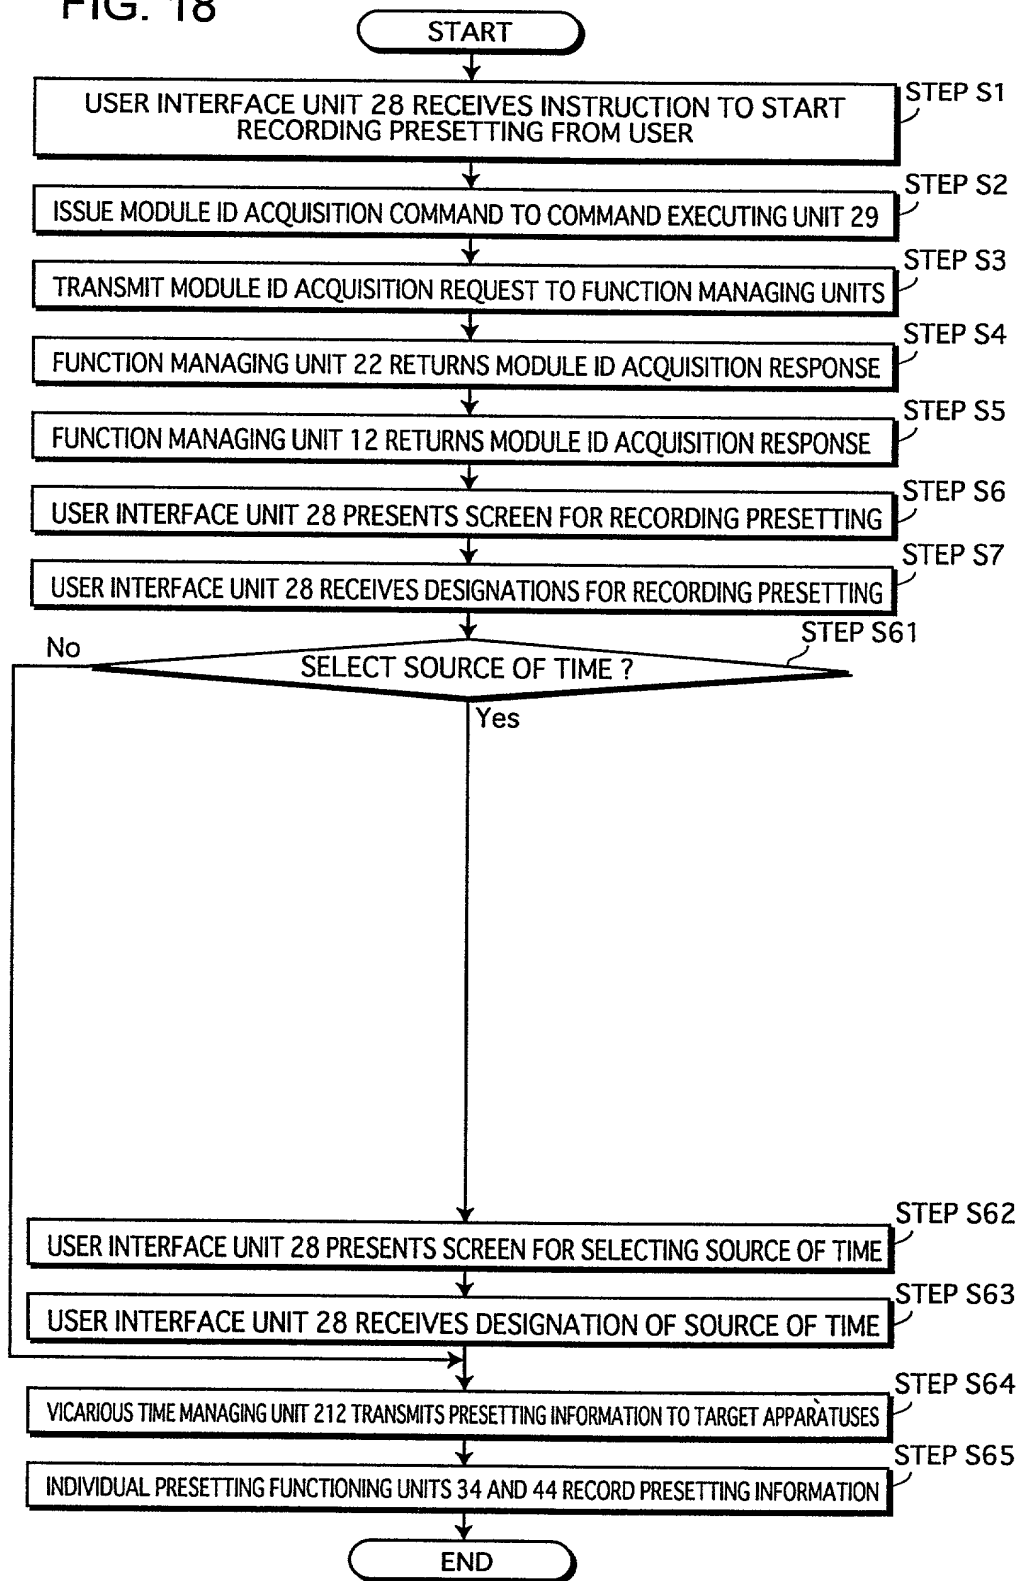 FIG. 18
START
STEP S1
USER INTERFACE UNIT 28 RECEIVES INSTRUCTION TO START
RECORDING PRESETTING FROM USER
STEP S2
ISSUE MODULE ID ACQUISITION COMMAND TO COMMAND EXECUTING UNIT 29
STEP S3
TRANSMIT MODULE ID ACQUISITION REQUEST TO FUNCTION MANAGING UNITS
STEP S4
FUNCTION MANAGING UNIT 22 RETURNS MODULE ID ACQUISITION RESPONSE
STEP S5
FUNCTION MANAGING UNIT 12 RETURNS MODULE ID ACQUISITION RESPONSE
STEP S6
USER INTERFACE UNIT 28 PRESENTS SCREEN FOR RECORDING PRESETTING
STEP S7
USER INTERFACE UNIT 28 RECEIVES DESIGNATIONS FOR RECORDING PRESETTING
STEP S61
No
SELECT SOURCE OF TIME ?
Yes
STEP S62
USER INTERFACE UNIT 28 PRESENTS SCREEN FOR SELECTING SOURCE OF TIME
STEP S63
USER INTERFACE UNIT 28 RECEIVES DESIGNATION OF SOURCE OF TIME
STEP S64
VICARIOUS TIME MANAGING UNIT 212 TRANSMITS PRESETTING INFORMATION TO TARGET APPARATUSES
STEP S65
INDIVIDUAL PRESETTING FUNCTIONING UNITS 34 AND 44 RECORD PRESETTING INFORMATION
END